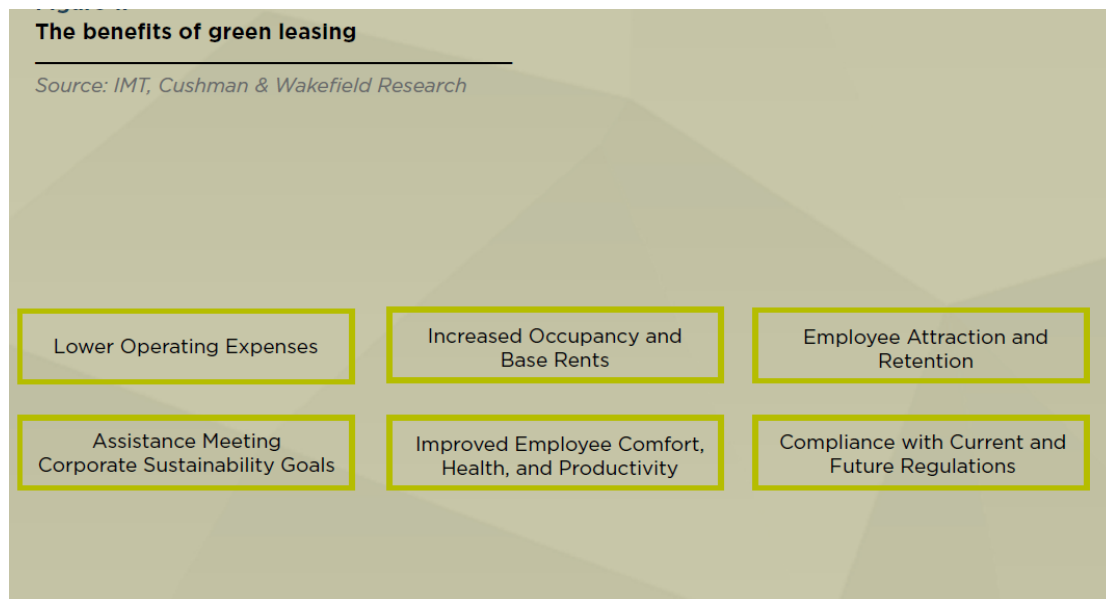 The benefits of green leasing
Source: IMT, Cushman & Wakefield Research
Lower Operating Expenses
Increased Occupancy and
Base Rents
Employee Attraction and
Retention
Assistance Meeting
Corporate Sustainability Goals
Improved Employee Comfort,
Health, and Productivity
Compliance with Current and
Future Regulations